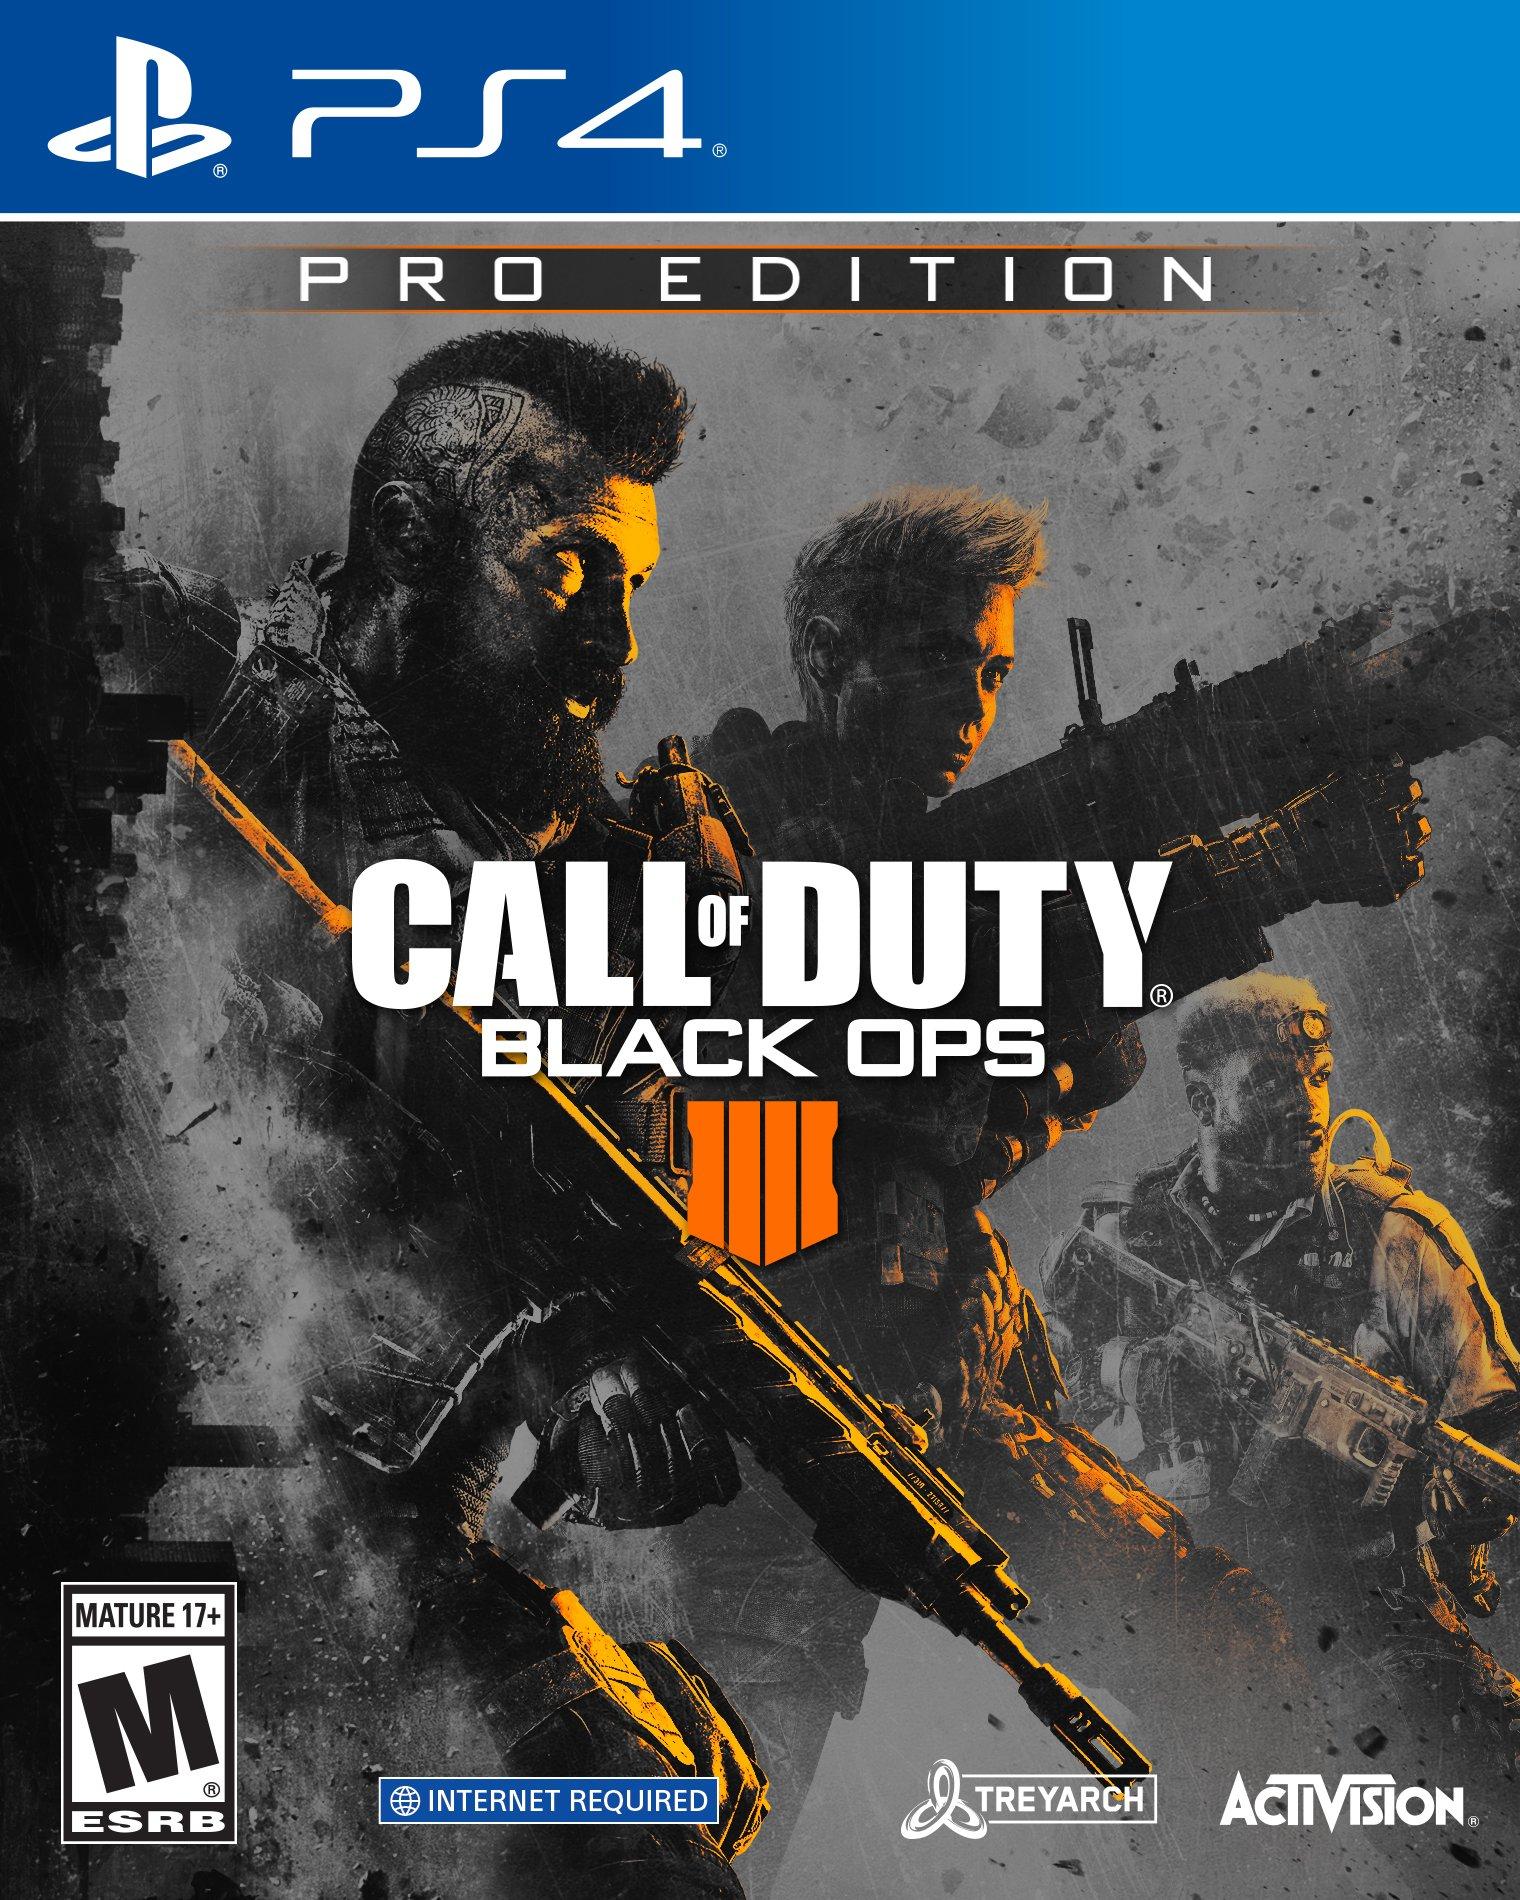 PS4®
PRO EDITION
CALL OF DUTY®
BLACK OPS
IIII
MATURE 17+
M®
ESRB
INTERNET REQUIRED
TREYARCH
ACTIVISION®